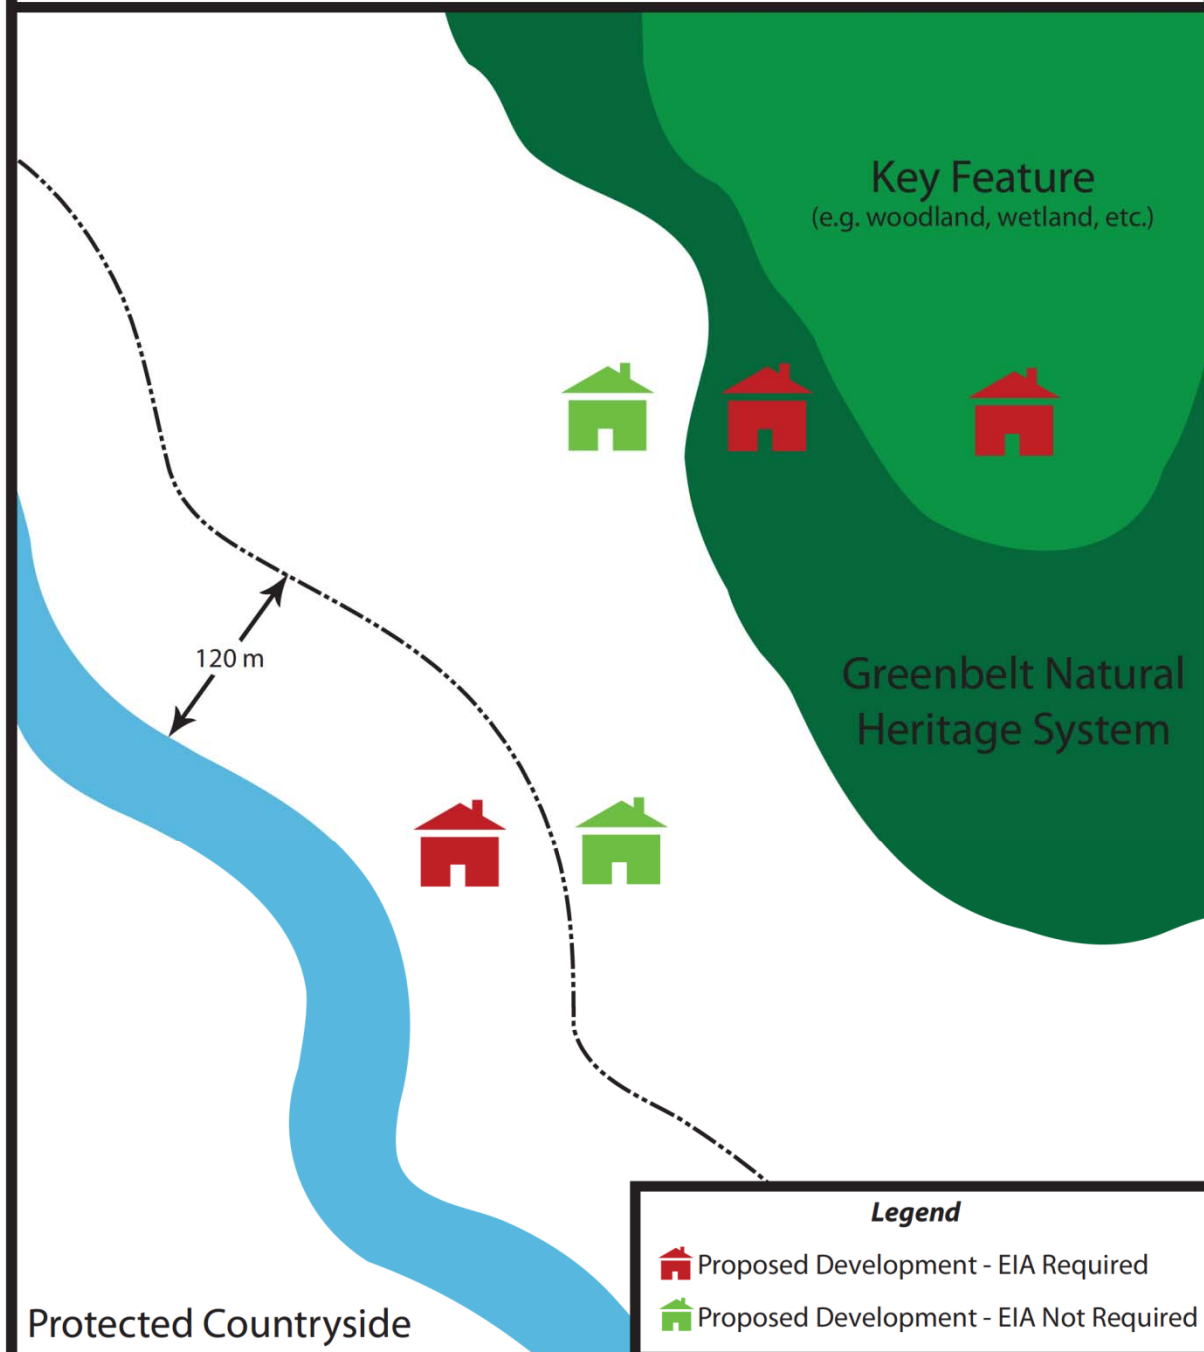 Key Feature
(e.g. woodland, wetland, etc.)
120 m
Greenbelt Natural
Heritage System
Protected Countryside
Legend
Proposed Development - EIA Required
Proposed Development - EIA Not Required